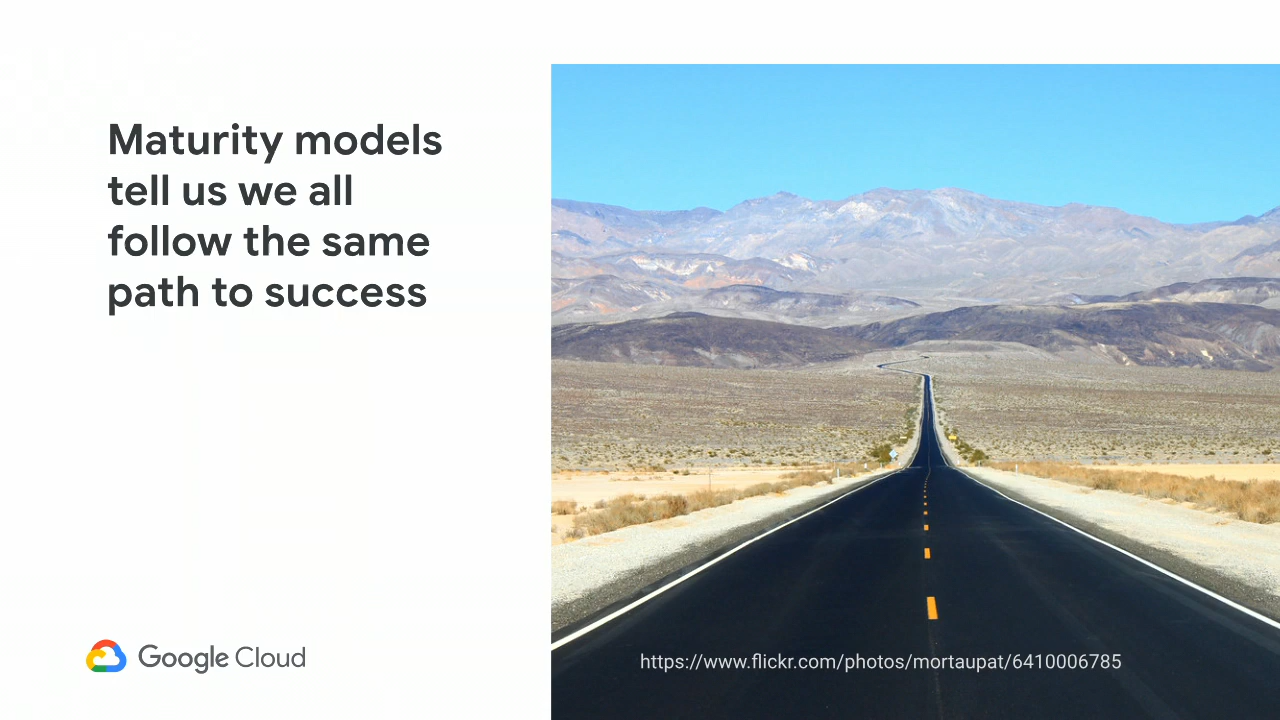 Maturity models
tell us we all
follow the same
path to success
Google Cloud
https://www.flickr.com/photos/mortaupat/6410006785